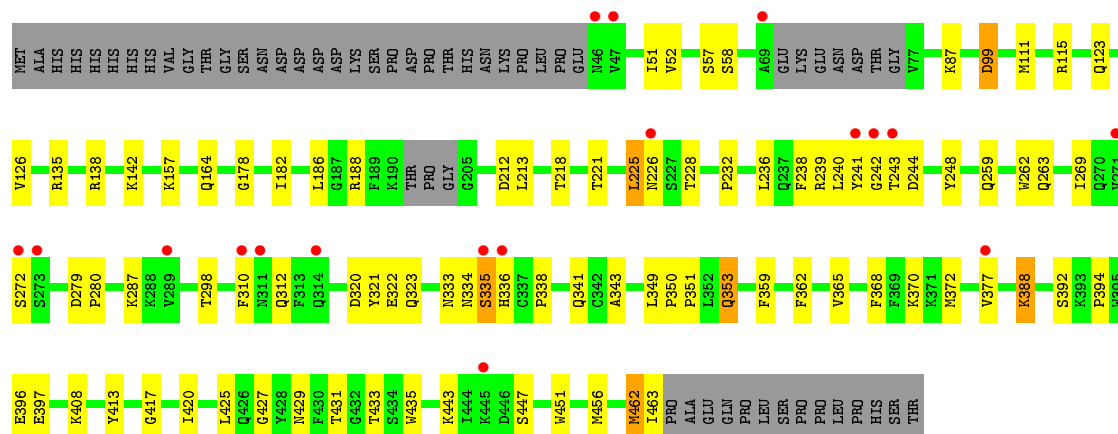 MET ALA HIS HIS HIS HIS HIS HIS VAL GLY THR GLY SER ASN ASP ASP ASP ASP LYS SER PRO ASP PRO THR HIS ASN LYS PRO LEU PRO GLU N46 V47 I51 V52 S57 S58 A69 GLU LYS GLU ASN ASP THR GLY V77 K87 D99 M111 R115 Q123
V126 R135 R138 K142 K157 Q164 G178 I182 L186 G187 R188 F189 K190 THR PRO GLY G205 D212 L213 T218 T221 L225 N226 S227 T228 P232 L236 Q237 F238 R239 L240 Y241 G242 T243 D244 Y248 Q259 W262 Q263 I269 Q270 V271
S272 S273 D279 P280 K287 K288 V289 T298 F310 N311 Q312 F313 Q314 D320 Y321 E322 Q323 N333 N334 S335 H336 C337 P338 Q341 C342 A343 L349 P350 P351 L352 Q353 F359 F362 V365 F368 F369 K370 K371 M372 V377 K388 S392 K393 P394 W395
E396 E397 K408 Y413 G417 I420 L425 Q426 G427 Y428 N429 F430 T431 G432 T433 S434 W435 K443 I444 K445 D446 S447 W451 M456 M462 I463 PRO ALA GLU GLN PRO LEU SER PRO PRO LEU PRO HIS SER THR